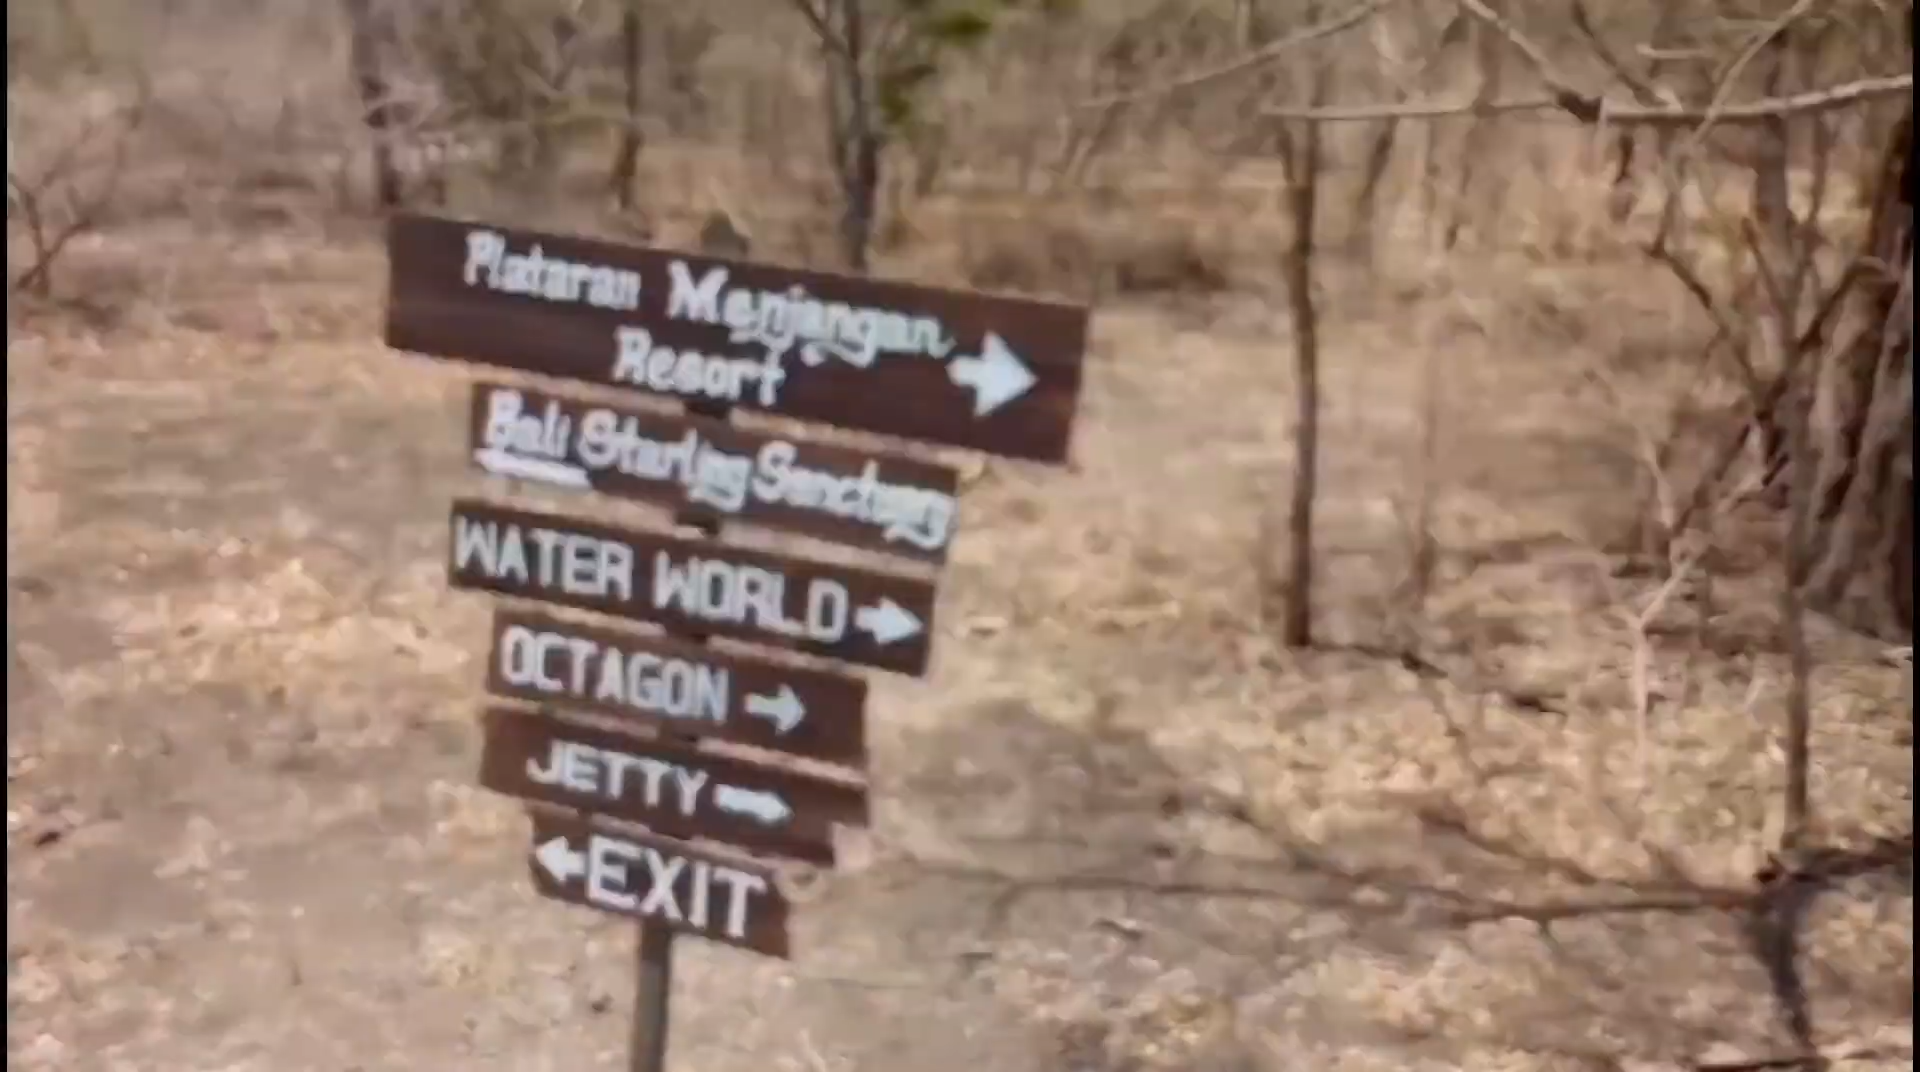 Plataran Menjangan
Resort
Bali Starling Sanctuary
WATER WORLD
OCTAGON
JETTY
EXIT